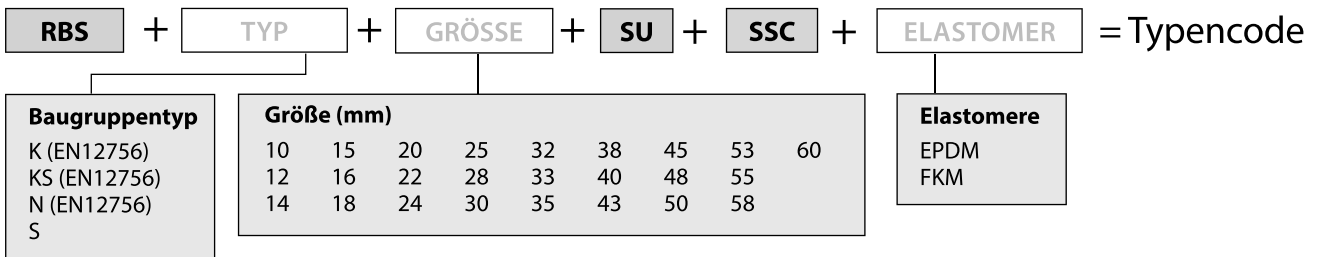 RBS + TYP + GRÖSSE + SU + SSC + ELASTOMER = Typencode
Baugruppentyp
K (EN12756)
KS (EN12756)
N (EN12756)
S
Größe (mm)
10 15 20 25 32 38 45 53 60
12 16 22 28 33 40 48 55
14 18 24 30 35 43 50 58
Elastomere
EPDM
FKM